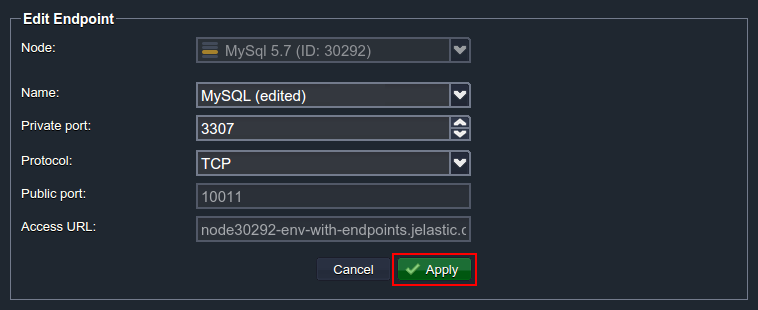 Edit Endpoint
Node: MySql 5.7 (ID: 30292)
Name: MySQL (edited)
Private port: 3307
Protocol: TCP
Public port: 10011
Access URL: node30292-env-with-endpoints.jelastic.c
Cancel Apply